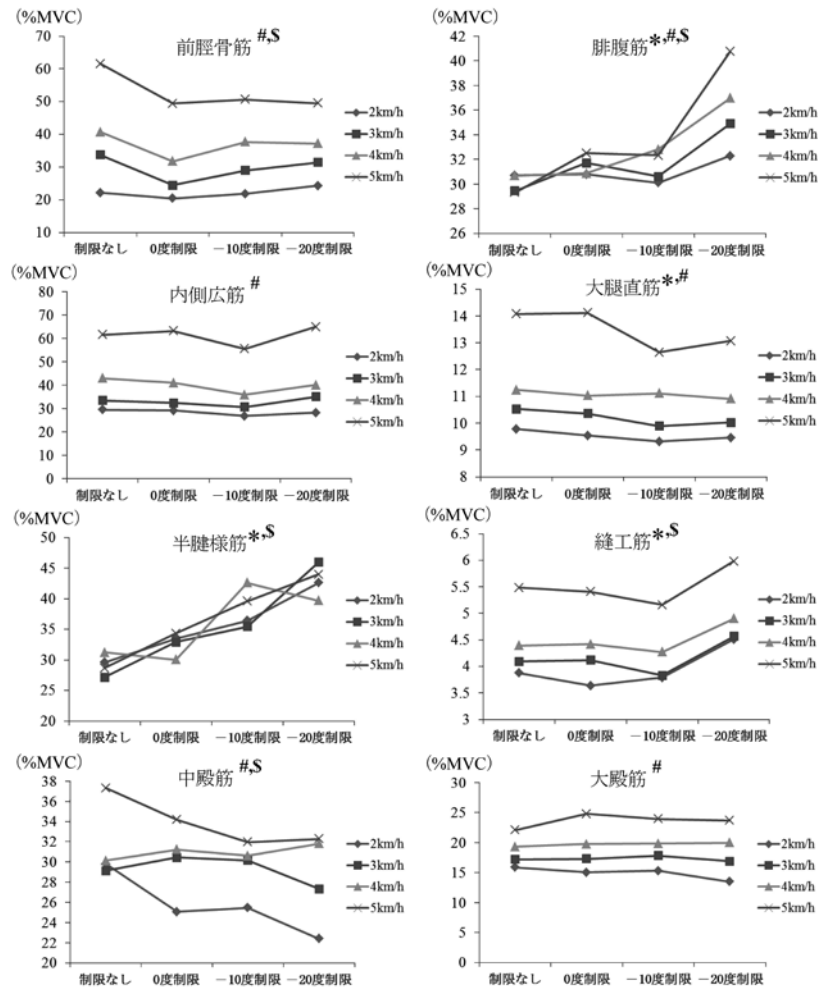 (%MVC)
前脛骨筋 #,$
70
60
50
40
30
20
10
制限なし 0度制限 －10度制限 －20度制限
2km/h
3km/h
4km/h
5km/h
(%MVC)
腓腹筋*,#,$
42
40
38
36
34
32
30
28
26
制限なし 0度制限 －10度制限 －20度制限
2km/h
3km/h
4km/h
5km/h
(%MVC)
内側広筋 #
80
70
60
50
40
30
20
10
0
制限なし 0度制限 －10度制限 －20度制限
2km/h
3km/h
4km/h
5km/h
(%MVC)
大腿直筋*,#
15
14
13
12
11
10
9
8
制限なし 0度制限 －10度制限 －20度制限
2km/h
3km/h
4km/h
5km/h
(%MVC)
半腱様筋*,$
50
45
40
35
30
25
20
制限なし 0度制限 －10度制限 －20度制限
2km/h
3km/h
4km/h
5km/h
(%MVC)
縫工筋*,$
6.5
6
5.5
5
4.5
4
3.5
3
制限なし 0度制限 －10度制限 －20度制限
2km/h
3km/h
4km/h
5km/h
(%MVC)
中殿筋 #,$
38
36
34
32
30
28
26
24
22
20
制限なし 0度制限 －10度制限 －20度制限
2km/h
3km/h
4km/h
5km/h
(%MVC)
大殿筋 #
30
25
20
15
10
5
0
制限なし 0度制限 －10度制限 －20度制限
2km/h
3km/h
4km/h
5km/h